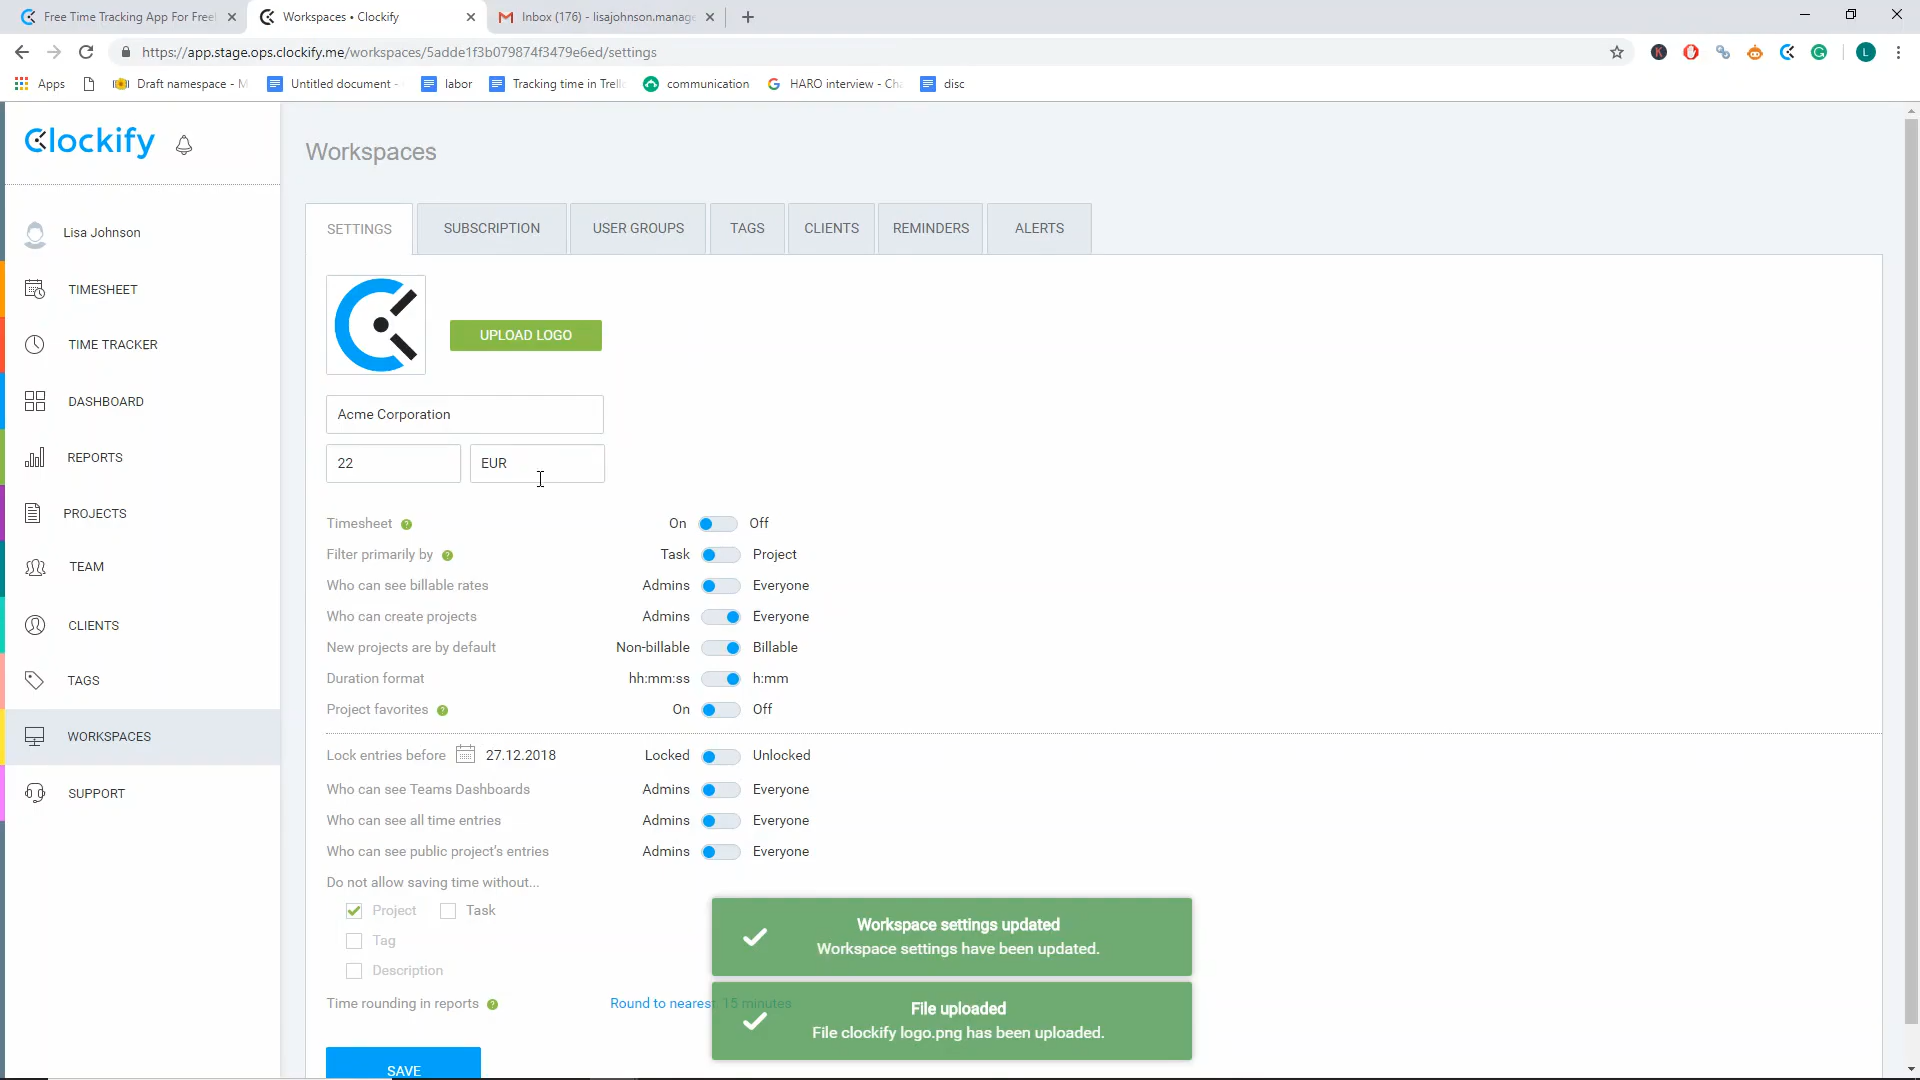 Free Time Tracking App For Free
Workspaces • Clockify
Inbox (176) - lisajohnson.manage
https://app.stage.ops.clockify.me/workspaces/5adde1f3b079874f3479e6ed/settings
K
L
Apps
Draft namespace - M
Untitled document -
labor
Tracking time in Trell
communication
HARO interview - Cha
disc
Clockify
Workspaces
SETTINGS
SUBSCRIPTION
USER GROUPS
TAGS
CLIENTS
REMINDERS
ALERTS
Lisa Johnson
TIMESHEET
TIME TRACKER
DASHBOARD
REPORTS
PROJECTS
TEAM
CLIENTS
TAGS
WORKSPACES
SUPPORT
UPLOAD LOGO
Acme Corporation
22
EUR
Timesheet ? On Off
Filter primarily by ? Task Project
Who can see billable rates Admins Everyone
Who can create projects Admins Everyone
New projects are by default Non-billable Billable
Duration format hh:mm:ss h:mm
Project favorites ? On Off
Lock entries before 27.12.2018 Locked Unlocked
Who can see Teams Dashboards Admins Everyone
Who can see all time entries Admins Everyone
Who can see public project's entries Admins Everyone
Do not allow saving time without...
Project Task
Tag
Description
Time rounding in reports ? Round to nearest, 15 minutes
SAVE
Workspace settings updated
Workspace settings have been updated.
File uploaded
File clockify logo.png has been uploaded.